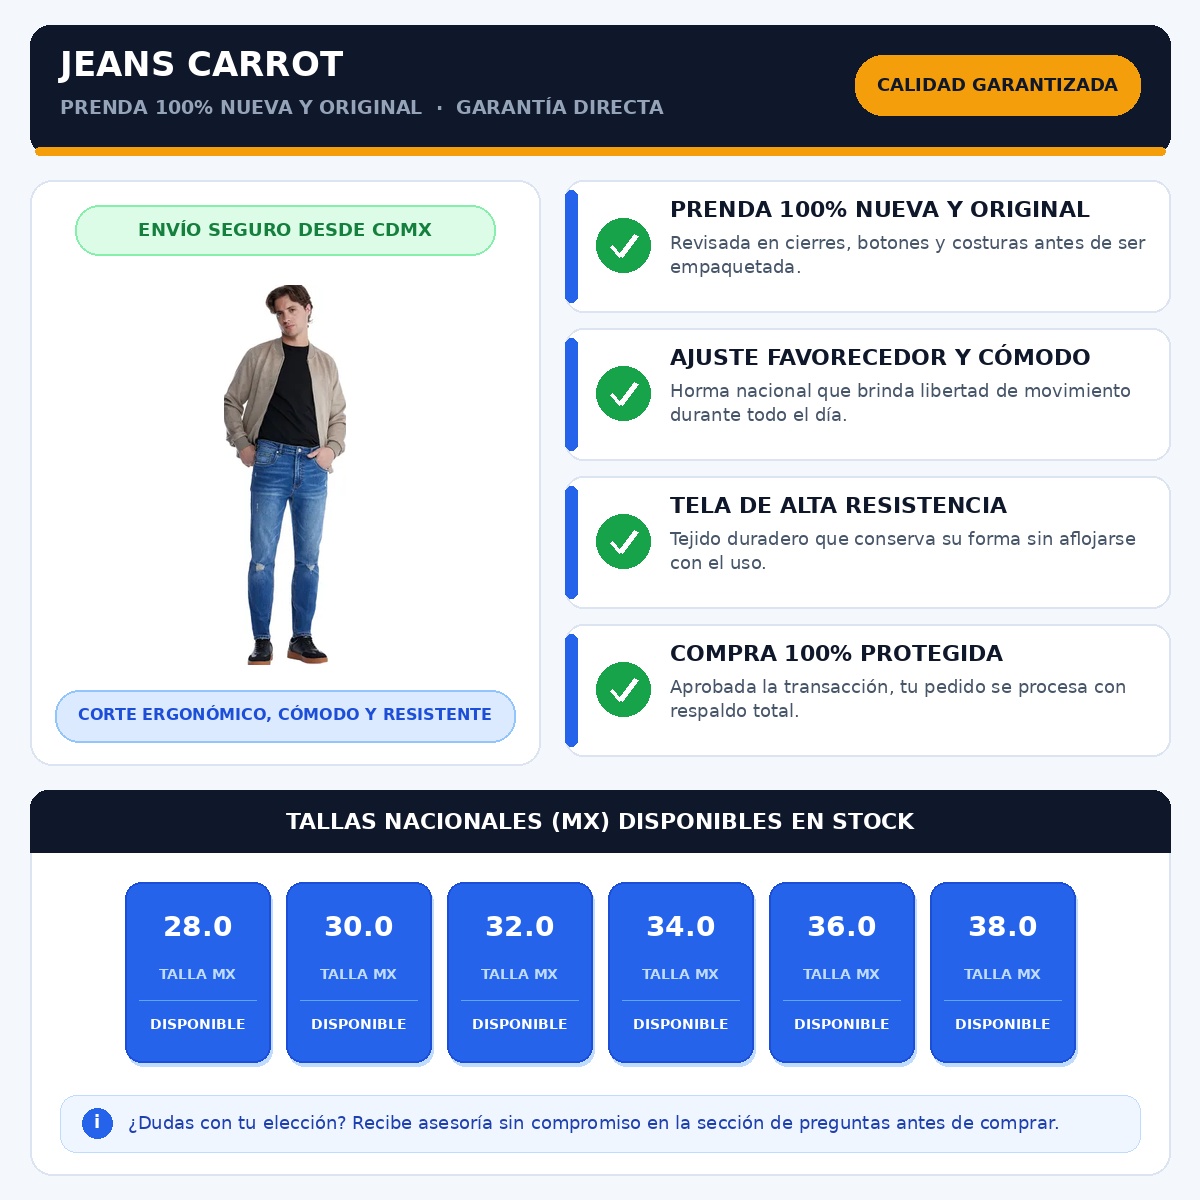 JEANS CARROT
PRENDA 100% NUEVA Y ORIGINAL · GARANTÍA DIRECTA
CALIDAD GARANTIZADA
ENVÍO SEGURO DESDE CDMX
CORTE ERGONÓMICO, CÓMODO Y RESISTENTE
PRENDA 100% NUEVA Y ORIGINAL
Revisada en cierres, botones y costuras antes de ser
empaquetada.
AJUSTE FAVORECEDOR Y CÓMODO
Horma nacional que brinda libertad de movimiento
durante todo el día.
TELA DE ALTA RESISTENCIA
Tejido duradero que conserva su forma sin aflojarse
con el uso.
COMPRA 100% PROTEGIDA
Aprobada la transacción, tu pedido se procesa con
respaldo total.
TALLAS NACIONALES (MX) DISPONIBLES EN STOCK
28.0 30.0 32.0 34.0 36.0 38.0
TALLA MX TALLA MX TALLA MX TALLA MX TALLA MX TALLA MX
DISPONIBLE DISPONIBLE DISPONIBLE DISPONIBLE DISPONIBLE DISPONIBLE
i ¿Dudas con tu elección? Recibe asesoría sin compromiso en la sección de preguntas antes de comprar.